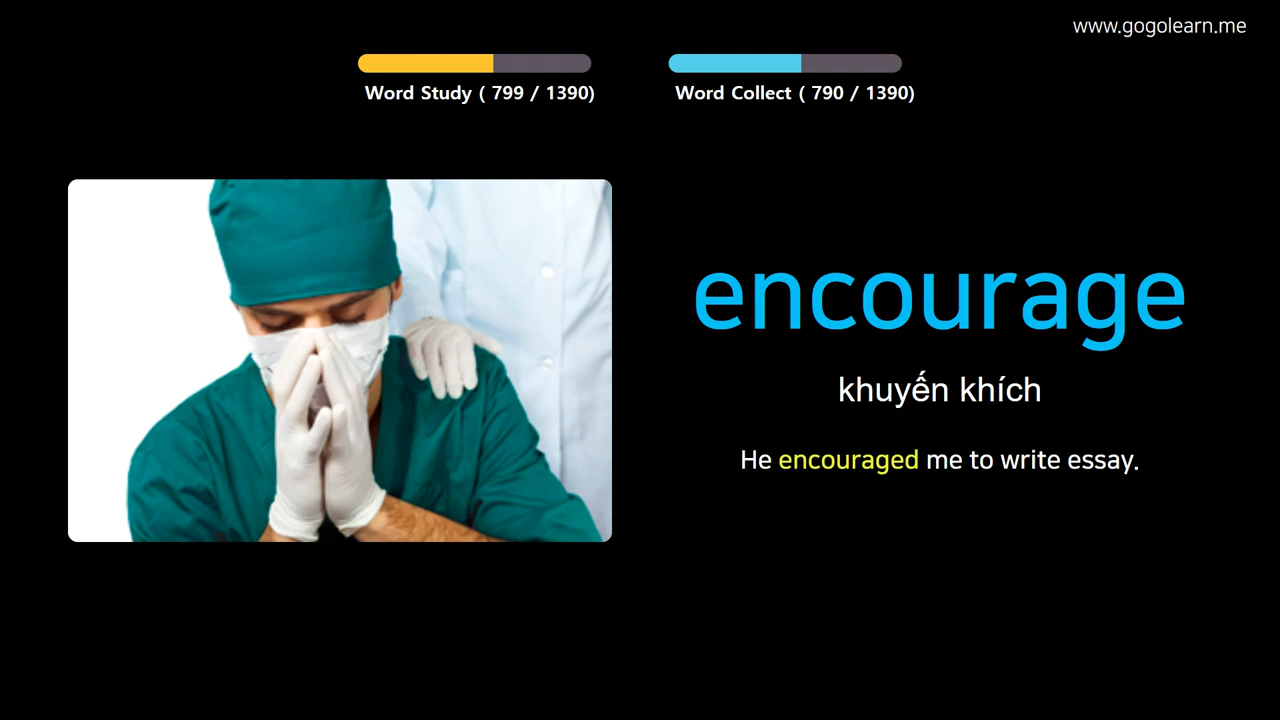 www.gogolearn.me
Word Study ( 799 / 1390)
Word Collect ( 790 / 1390)
encourage
khuyến khích
He encouraged me to write essay.